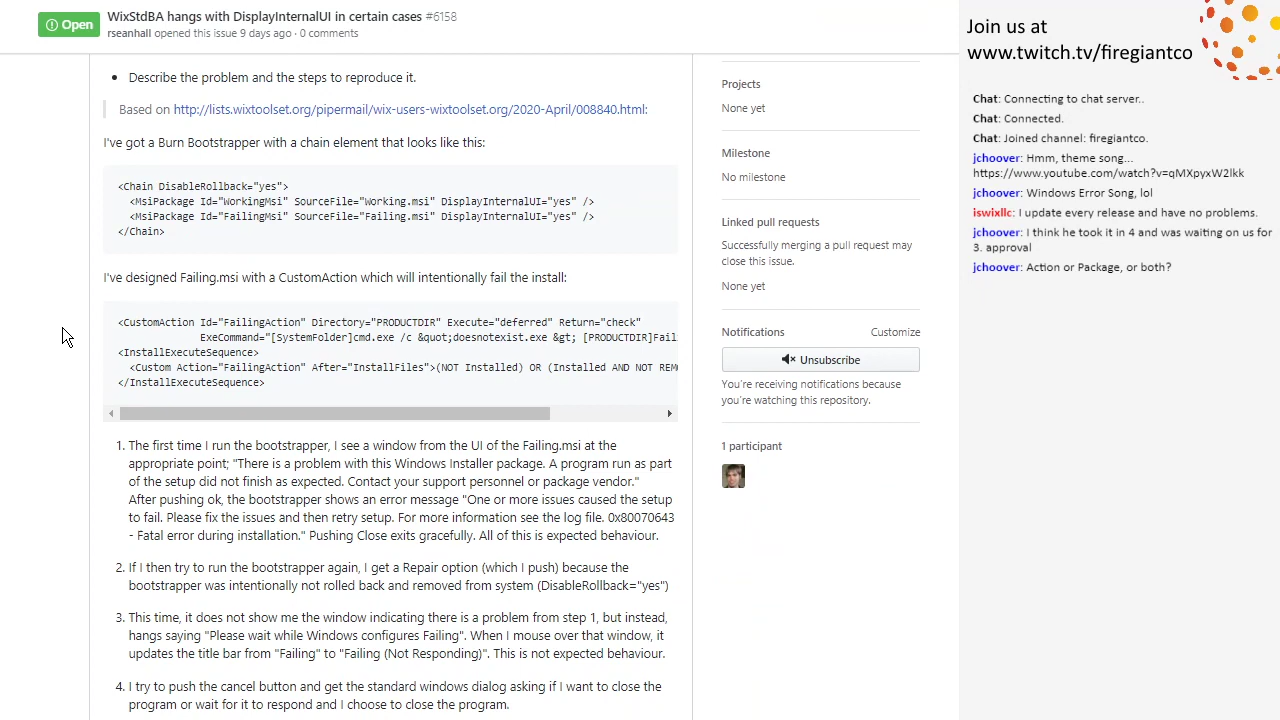 Open
WixStdBA hangs with DisplayInternalUI in certain cases #6158
rseanhall opened this issue 9 days ago · 0 comments
Describe the problem and the steps to reproduce it.
Based on http://lists.wixtoolset.org/pipermail/wix-users-wixtoolset.org/2020-April/008840.html:
I've got a Burn Bootstrapper with a chain element that looks like this:
<Chain DisableRollback="yes">
<MsiPackage Id="WorkingMsi" SourceFile="Working.msi" DisplayInternalUI="yes" />
<MsiPackage Id="FailingMsi" SourceFile="Failing.msi" DisplayInternalUI="yes" />
</Chain>
I've designed Failing.msi with a CustomAction which will intentionally fail the install:
<CustomAction Id="FailingAction" Directory="PRODUCTDIR" Execute="deferred" Return="check"
ExeCommand="[SystemFolder]cmd.exe /c &quot;doesnotexist.exe &gt; [PRODUCTDIR]Fail
<InstallExecuteSequence>
<Custom Action="FailingAction" After="InstallFiles">(NOT Installed) OR (Installed AND NOT REM
</InstallExecuteSequence>
1. The first time I run the bootstrapper, I see a window from the UI of the Failing.msi at the
appropriate point; "There is a problem with this Windows Installer package. A program run as part
of the setup did not finish as expected. Contact your support personnel or package vendor."
After pushing ok, the bootstrapper shows an error message "One or more issues caused the setup
to fail. Please fix the issues and then retry setup. For more information see the log file. 0x80070643
- Fatal error during installation." Pushing Close exits gracefully. All of this is expected behaviour.
2. If I then try to run the bootstrapper again, I get a Repair option (which I push) because the
bootstrapper was intentionally not rolled back and removed from system (DisableRollback="yes")
3. This time, it does not show me the window indicating there is a problem from step 1, but instead,
hangs saying "Please wait while Windows configures Failing". When I mouse over that window, it
updates the title bar from "Failing" to "Failing (Not Responding)". This is not expected behaviour.
4. I try to push the cancel button and get the standard windows dialog asking if I want to close the
program or wait for it to respond and I choose to close the program.
Projects
None yet
Milestone
No milestone
Linked pull requests
Successfully merging a pull request may
close this issue.
None yet
Notifications
Customize
Unsubscribe
You're receiving notifications because
you're watching this repository.
1 participant
Join us at
www.twitch.tv/firegiantco
Chat: Connecting to chat server..
Chat: Connected.
Chat: Joined channel: firegiantco.
jchoover: Hmm, theme song...
https://www.youtube.com/watch?v=qMXpyxW2lkk
jchoover: Windows Error Song, lol
iswixllc: I update every release and have no problems.
jchoover: I think he took it in 4 and was waiting on us for
3. approval
jchoover: Action or Package, or both?